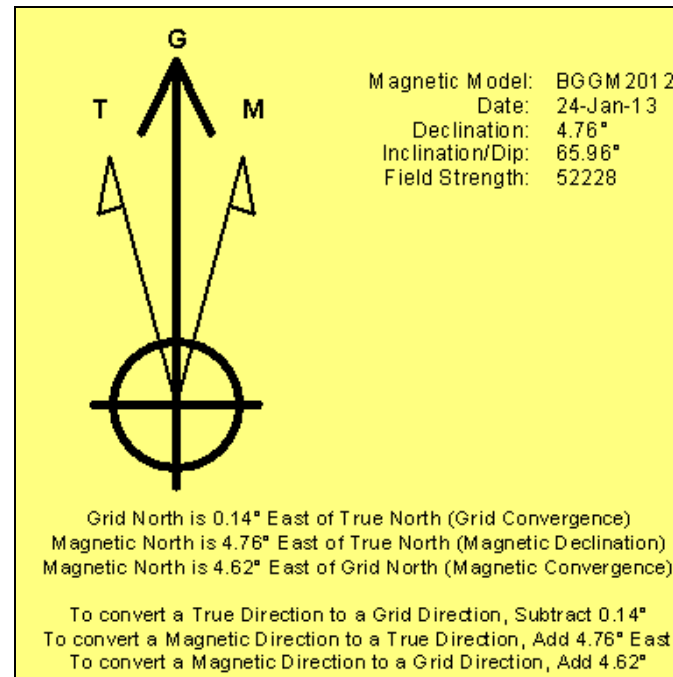 G
T
M
Magnetic Model: BGGM2012
Date: 24-Jan-13
Declination: 4.76°
Inclination/Dip: 65.96°
Field Strength: 52228
Grid North is 0.14° East of True North (Grid Convergence)
Magnetic North is 4.76° East of True North (Magnetic Declination)
Magnetic North is 4.62° East of Grid North (Magnetic Convergence)
To convert a True Direction to a Grid Direction, Subtract 0.14°
To convert a Magnetic Direction to a True Direction, Add 4.76° East
To convert a Magnetic Direction to a Grid Direction, Add 4.62°